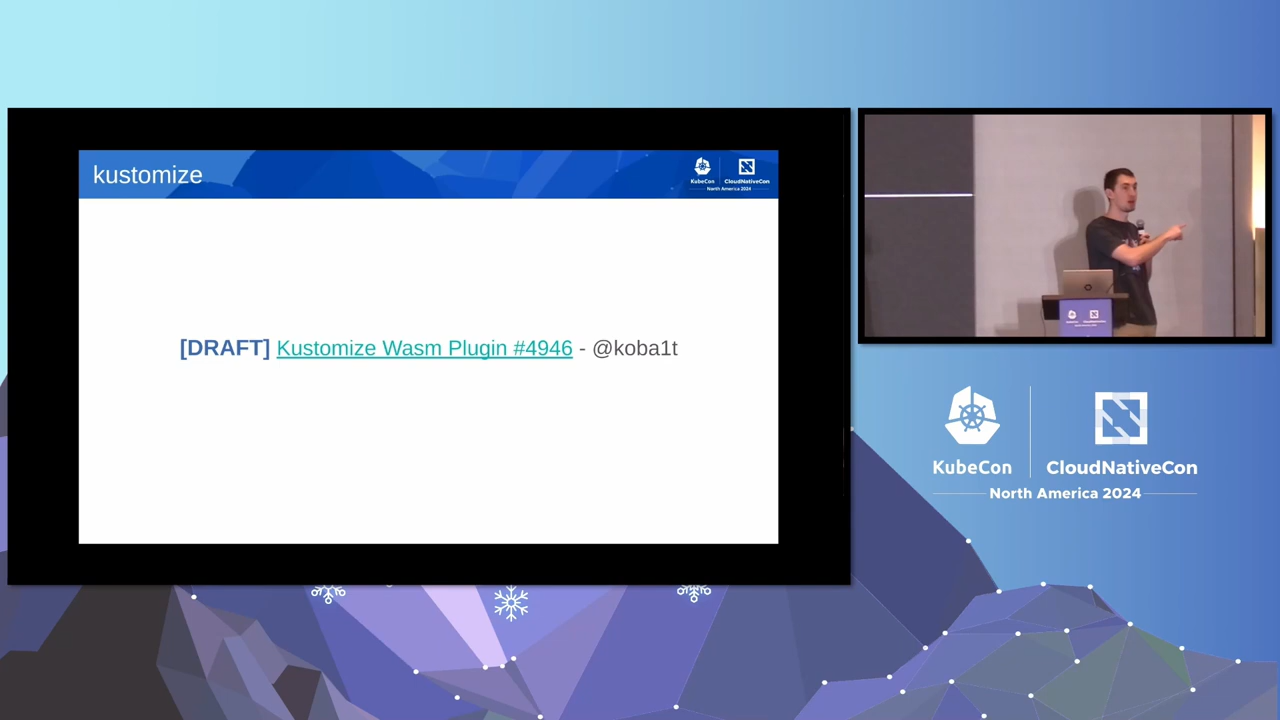 kustomize
KubeCon
CloudNativeCon
North America 2024
[DRAFT] Kustomize Wasm Plugin #4946 - @koba1t
KubeCon
CloudNativeCon
North America 2024